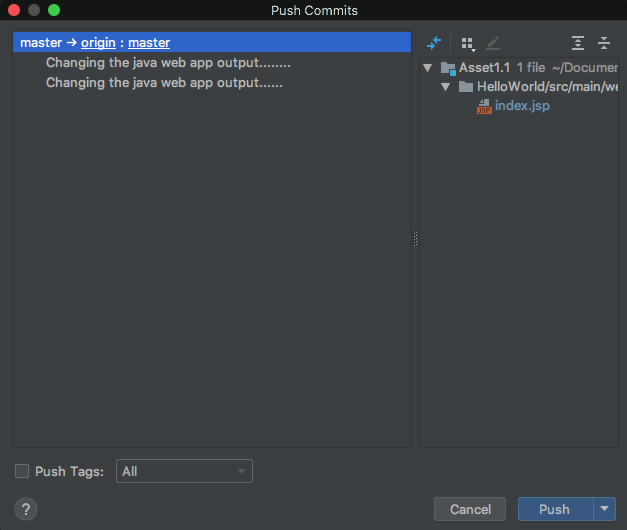 Push Commits
master → origin : master
Changing the java web app output........
Changing the java web app output......
Asset1.1 1 file ~/Documen
HelloWorld/src/main/we
JSP
index.jsp
Push Tags: All
?
Cancel
Push